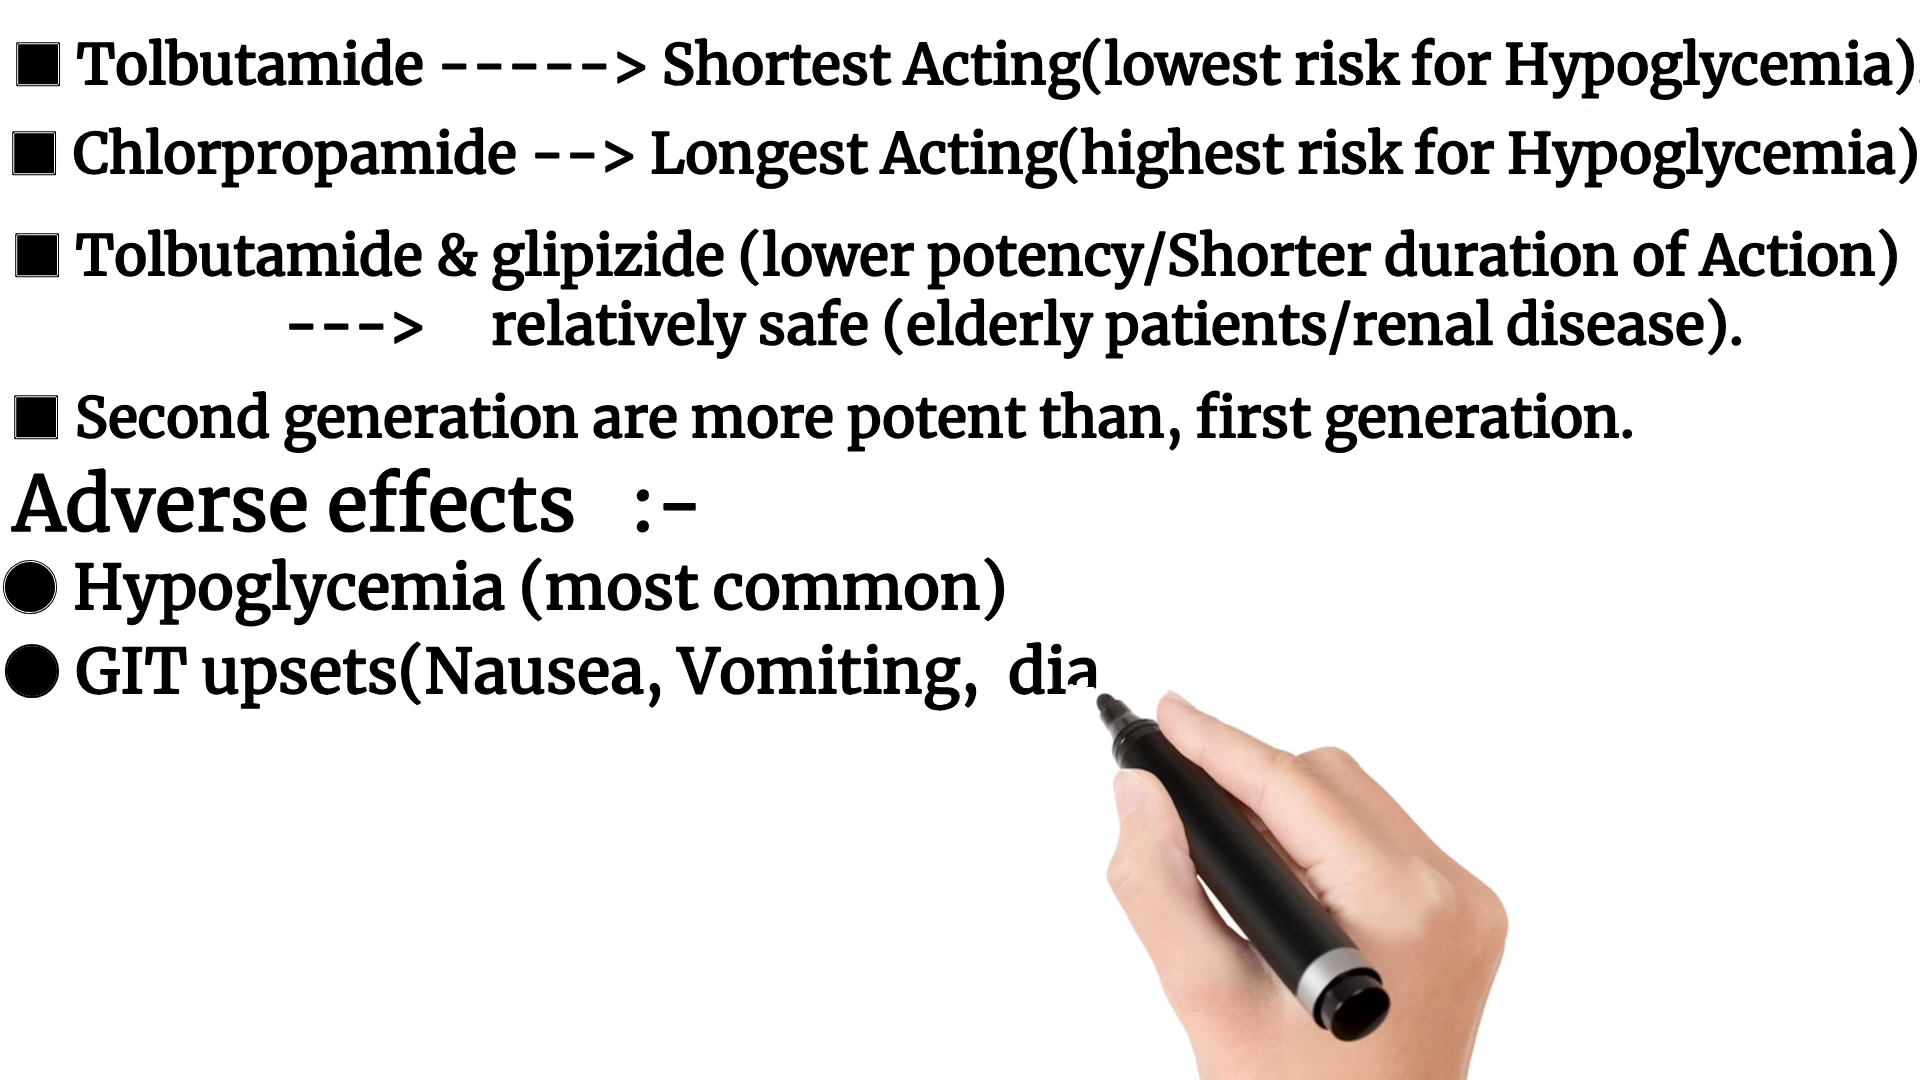 ■ Tolbutamide -----> Shortest Acting(lowest risk for Hypoglycemia).
■ Chlorpropamide --> Longest Acting(highest risk for Hypoglycemia)
■ Tolbutamide & glipizide (lower potency/Shorter duration of Action)
---> relatively safe (elderly patients/renal disease).
■ Second generation are more potent than, first generation.
Adverse effects :-
● Hypoglycemia (most common)
● GIT upsets(Nausea, Vomiting, dia